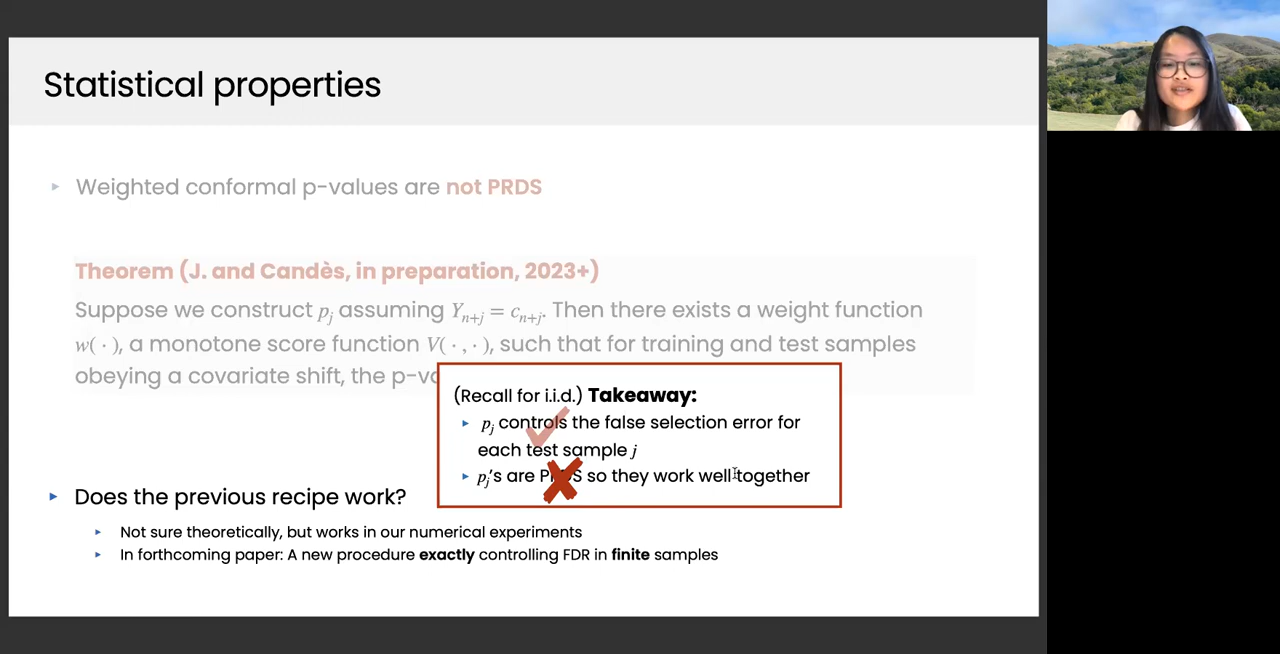 Statistical properties
▸ Weighted conformal p-values are not PRDS
Theorem (J. and Candès, in preparation, 2023+)
Suppose we construct pⱼ assuming Yₙ₊ⱼ = cₙ₊ⱼ. Then there exists a weight function
w( · ), a monotone score function V( · , · ), such that for training and test samples
obeying a covariate shift, the
(Recall for i.i.d.) Takeaway:
▸ pⱼ controls the false selection error for
each test sample j
▸ pⱼ's are PRDS so they work well together
▸ Does the previous recipe work?
▸ Not sure theoretically, but works in our numerical experiments
▸ In forthcoming paper: A new procedure exactly controlling FDR in finite samples